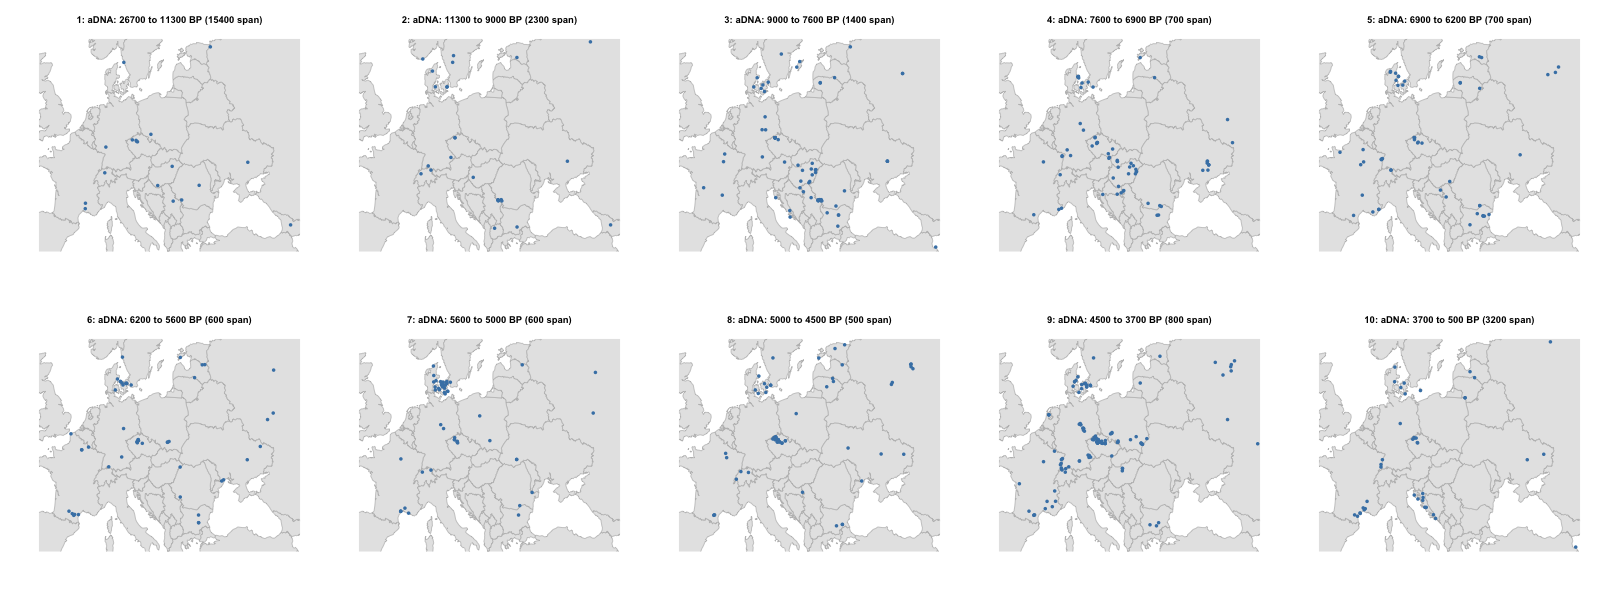 1: aDNA: 26700 to 11300 BP (15400 span)
2: aDNA: 11300 to 9000 BP (2300 span)
3: aDNA: 9000 to 7600 BP (1400 span)
4: aDNA: 7600 to 6900 BP (700 span)
5: aDNA: 6900 to 6200 BP (700 span)
6: aDNA: 6200 to 5600 BP (600 span)
7: aDNA: 5600 to 5000 BP (600 span)
8: aDNA: 5000 to 4500 BP (500 span)
9: aDNA: 4500 to 3700 BP (800 span)
10: aDNA: 3700 to 500 BP (3200 span)